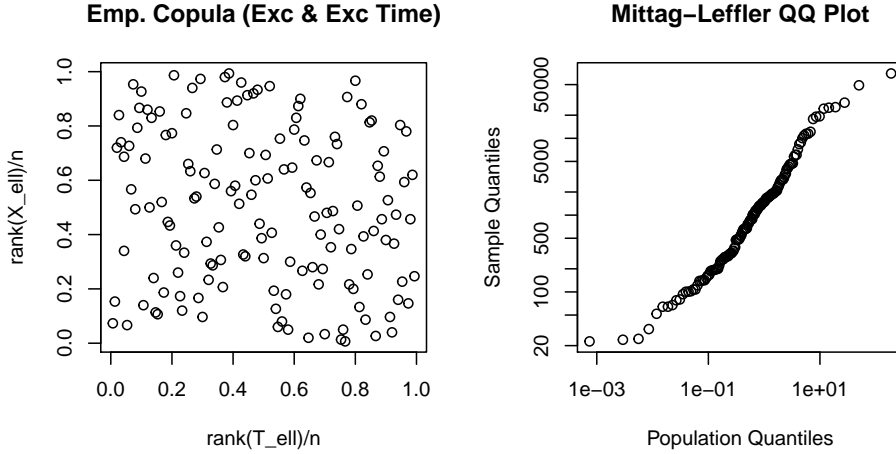 Emp. Copula (Exc & Exc Time)
rank(X_ell)/n
1.0
0.8
0.6
0.4
0.2
0.0
0.0 0.2 0.4 0.6 0.8 1.0
rank(T_ell)/n
Mittag−Leffler QQ Plot
Sample Quantiles
50000
5000
500
100
20
1e−03 1e−01 1e+01
Population Quantiles